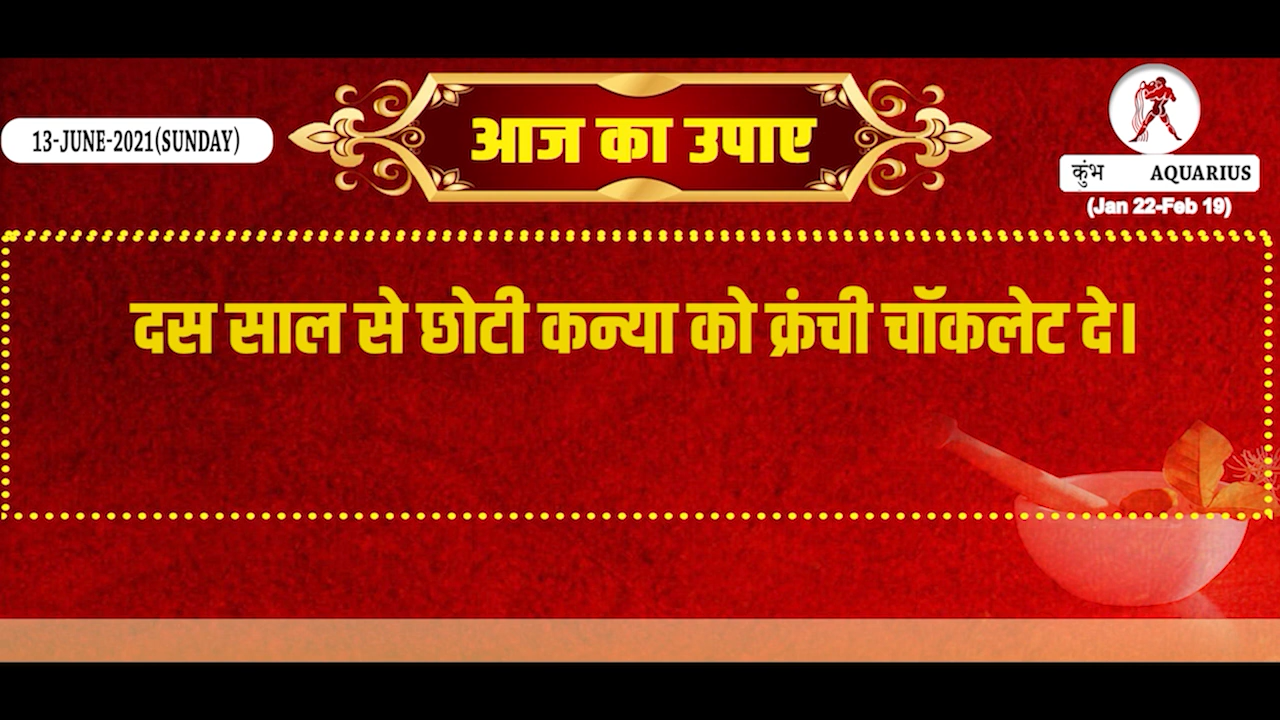 13-JUNE-2021(SUNDAY)
आज का उपाए
कुंभ AQUARIUS
(Jan 22-Feb 19)
दस साल से छोटी कन्या को क्रंची चॉकलेट दे।